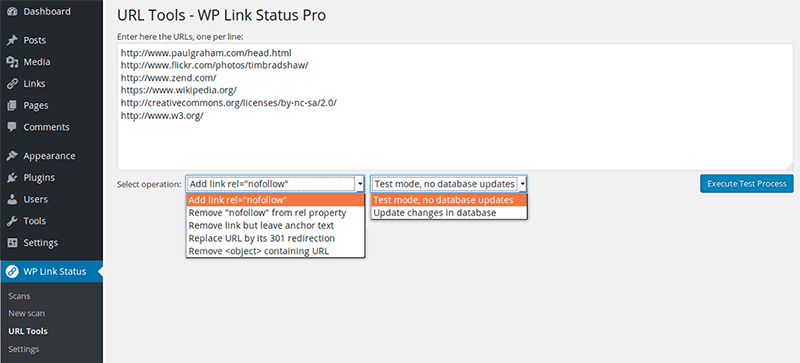 Dashboard
Posts
Media
Links
Pages
Comments
Appearance
Plugins
Users
Tools
Settings
WP Link Status
Scans
New scan
URL Tools
Settings
URL Tools - WP Link Status Pro
Enter here the URLs, one per line:
http://www.paulgraham.com/head.html
http://www.flickr.com/photos/timbradshaw/
http://www.zend.com/
https://www.wikipedia.org/
http://creativecommons.org/licenses/by-nc-sa/2.0/
http://www.w3.org/
Select operation: Add link rel="nofollow" Test mode, no database updates Execute Test Process
Add link rel="nofollow"
Remove "nofollow" from rel property
Remove link but leave anchor text
Replace URL by its 301 redirection
Remove <object> containing URL
Test mode, no database updates
Update changes in database